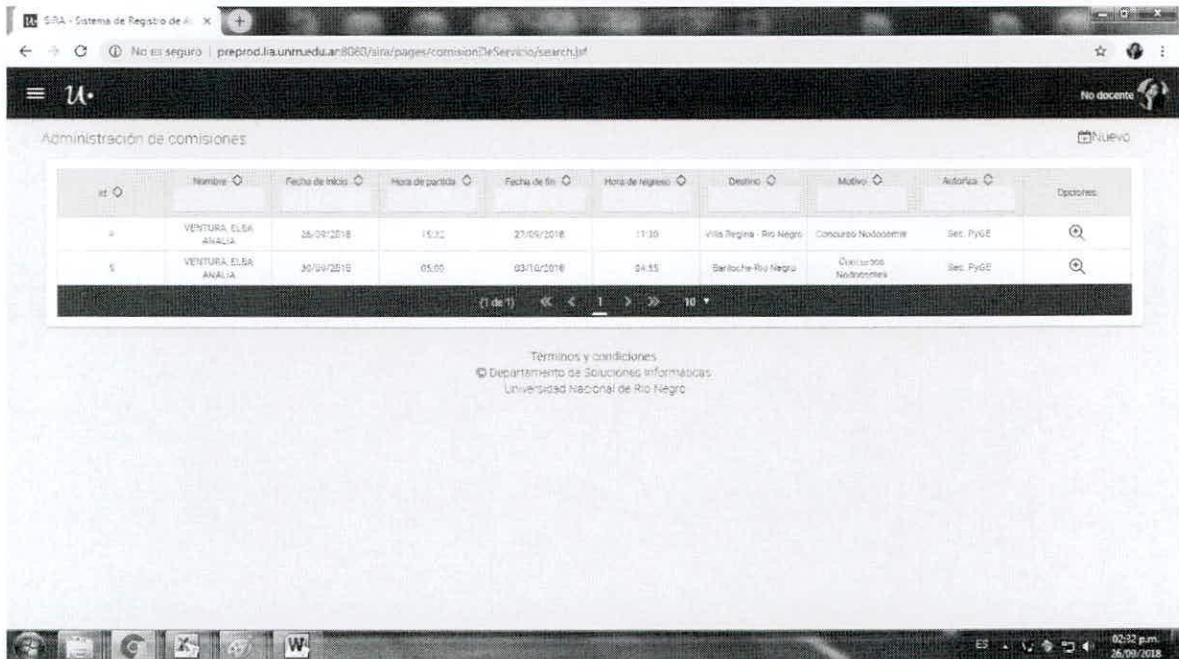 SiRA - Sistema de Registro de A
No es seguro | preprod.lia.unrn.edu.ar:8080/sira/pages/comisionDeServicio/search.jsf
No docente
Administración de comisiones
Nuevo
Id Nombre Fecha de Inicio Hora de partida Fecha de fin Hora de regreso Destino Motivo Autoriza Opciones
VENTURA, ELBA ANALIA 26/09/2018 27/09/2018 Villa Regina - Rio Negro Concurso Nodocente Sec. PyGE
VENTURA, ELBA ANALIA 30/09/2018 05:00 03/10/2018 Bariloche-Rio Negro Concursos Nodocentes Sec. PyGE
(1 de 1) 1 10
Términos y condiciones
© Departamento de Soluciones Informáticas
Universidad Nacional de Río Negro
ES 02:32 p.m.
26/09/2018